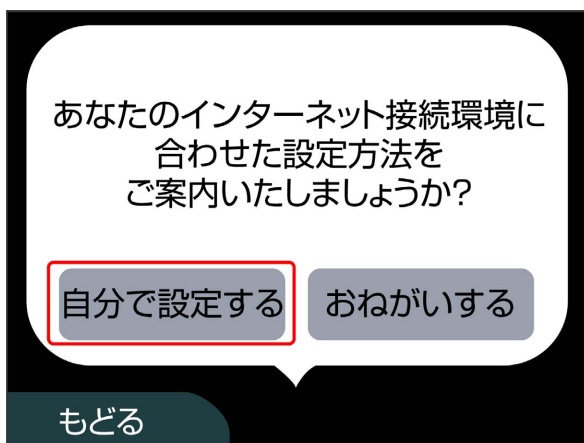 あなたのインターネット接続環境に
合わせた設定方法を
ご案内いたしましょうか?
自分で設定する
おねがいする
もどる